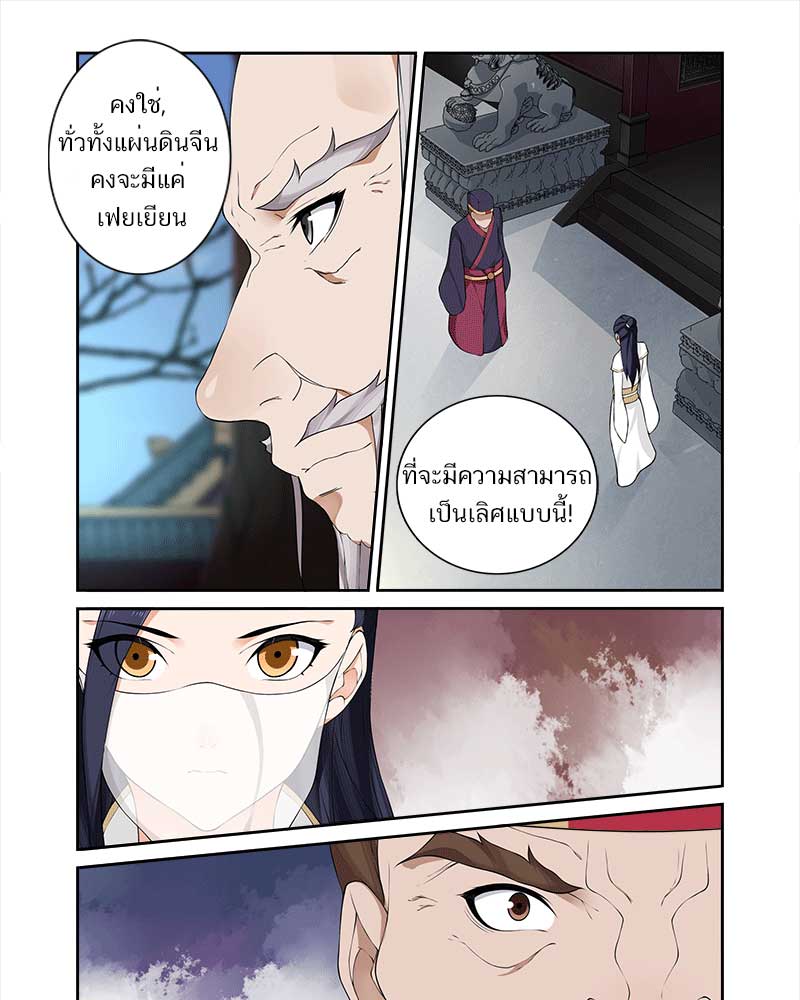 คงใช่,
ทั่วทั้งแผ่นดินจีน
คงจะมีแค่
เฟยเยียน
ที่จะมีความสามารถ
เป็นเลิศแบบนี้!